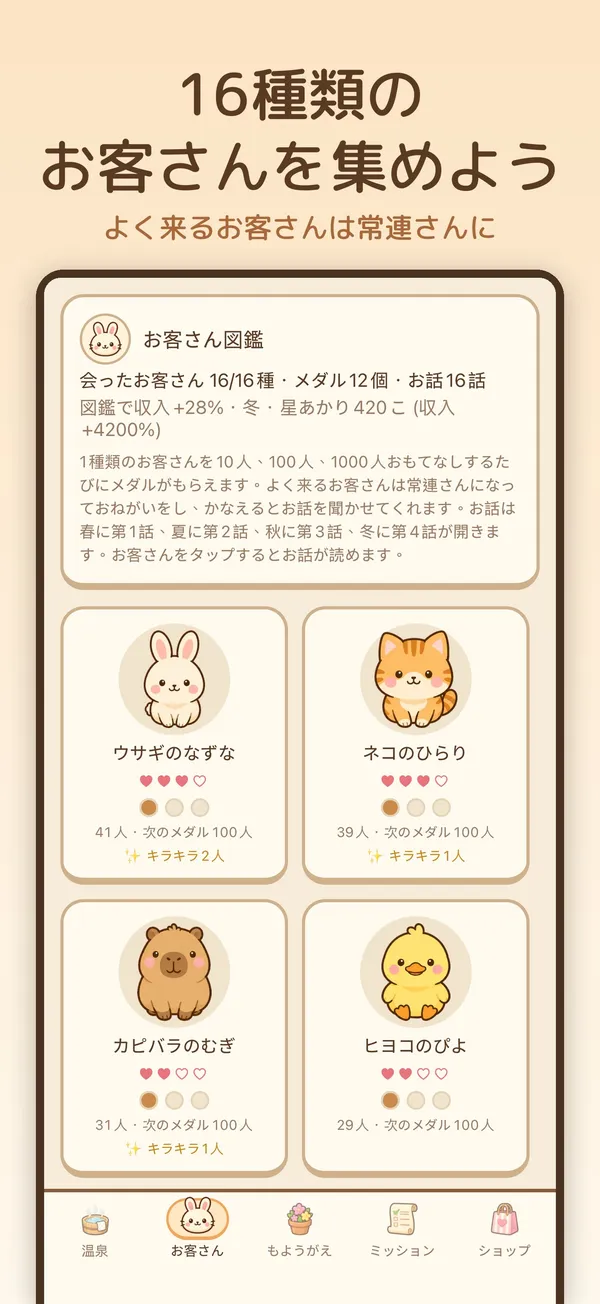 16種類の
お客さんを集めよう
よく来るお客さんは常連さんに
お客さん図鑑
会ったお客さん 16/16種・メダル12個・お話16話
図鑑で収入+28%・冬・星あかり420こ (収入
+4200%)
1種類のお客さんを10人、100人、1000人おもてなしするた
びにメダルがもらえます。よく来るお客さんは常連さんになっ
ておねがいをし、かなえるとお話を聞かせてくれます。お話は
春に第1話、夏に第2話、秋に第3話、冬に第4話が開きま
す。お客さんをタップするとお話が読めます。
ウサギのなずな
41人・次のメダル100人
✨ キラキラ2人
ネコのひらり
39人・次のメダル100人
✨ キラキラ1人
カピバラのむぎ
31人・次のメダル100人
✨ キラキラ1人
ヒヨコのぴよ
29人・次のメダル100人
温泉
お客さん
もようがえ
ミッション
ショップ